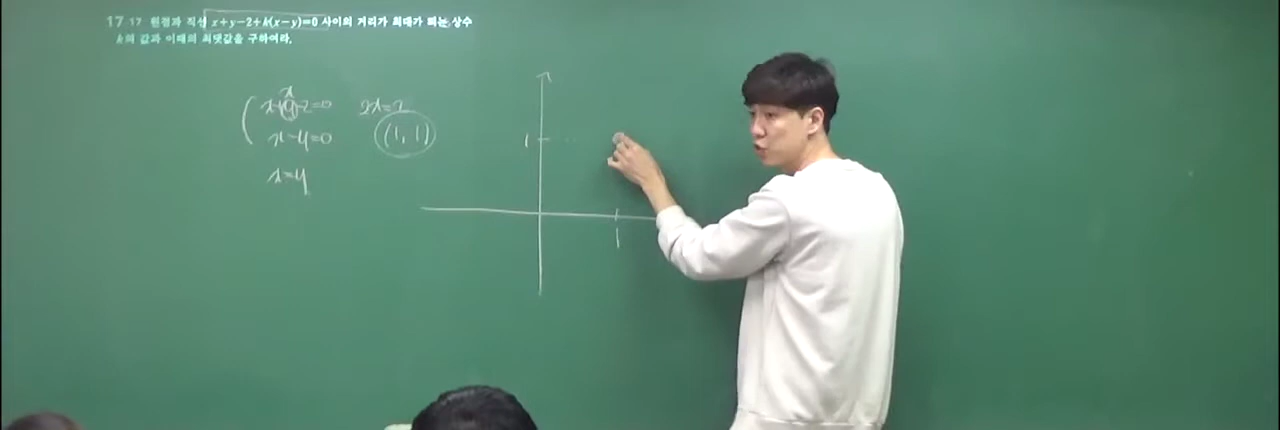 17 17 원점과 직선 x+y-2+k(x-y)=0 사이의 거리가 최대가 되는 상수
k의 값과 이때의 최댓값을 구하여라.
x
x+y-2=0 2x=2
x-y=0 (1, 1)
x=y
1
1